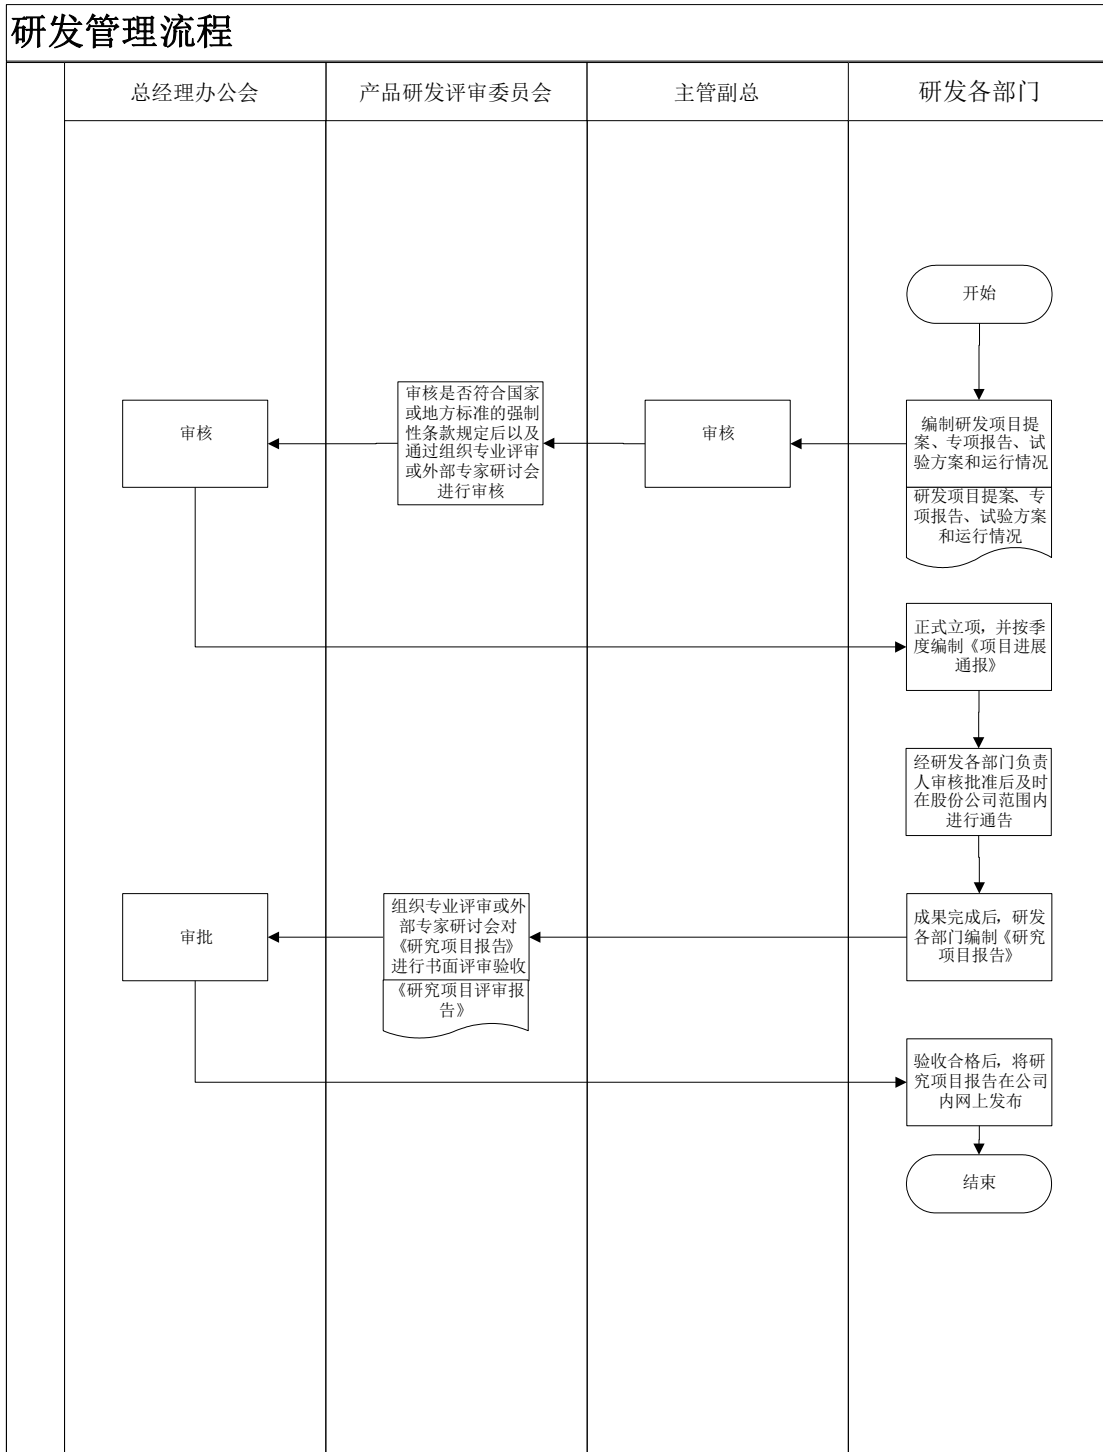 研发管理流程
总经理办公会
产品研发评审委员会
主管副总
研发各部门
开始
审核
审核是否符合国家
或地方标准的强制
性条款规定后以及
通过组织专业评审
或外部专家研讨会
进行审核
审核
编制研发项目提
案、专项报告、试
验方案和运行情况
研发项目提案、专
项报告、试验方案
和运行情况
正式立项，并按季
度编制《项目进展
通报》
经研发各部门负责
人审核批准后及时
在股份公司范围内
进行通告
审批
组织专业评审或外
部专家研讨会对
《研究项目报告》
进行书面评审验收
《研究项目评审报
告》
成果完成后，研发
各部门编制《研究
项目报告》
验收合格后，将研
究项目报告在公司
内网上发布
结束